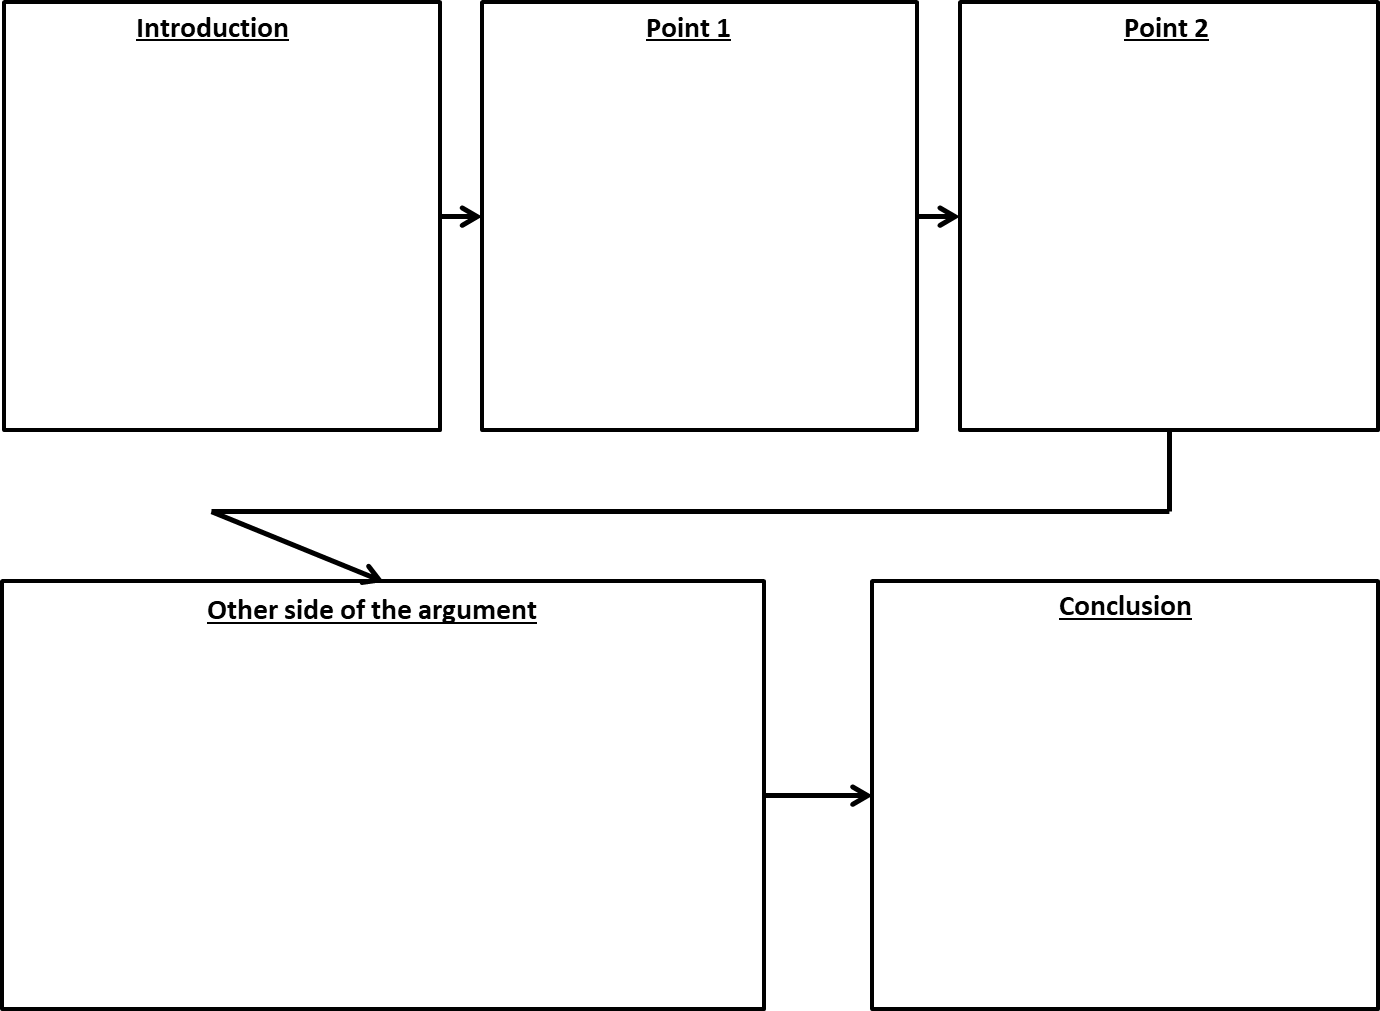 Introduction
Point 1
Point 2
Other side of the argument
Conclusion